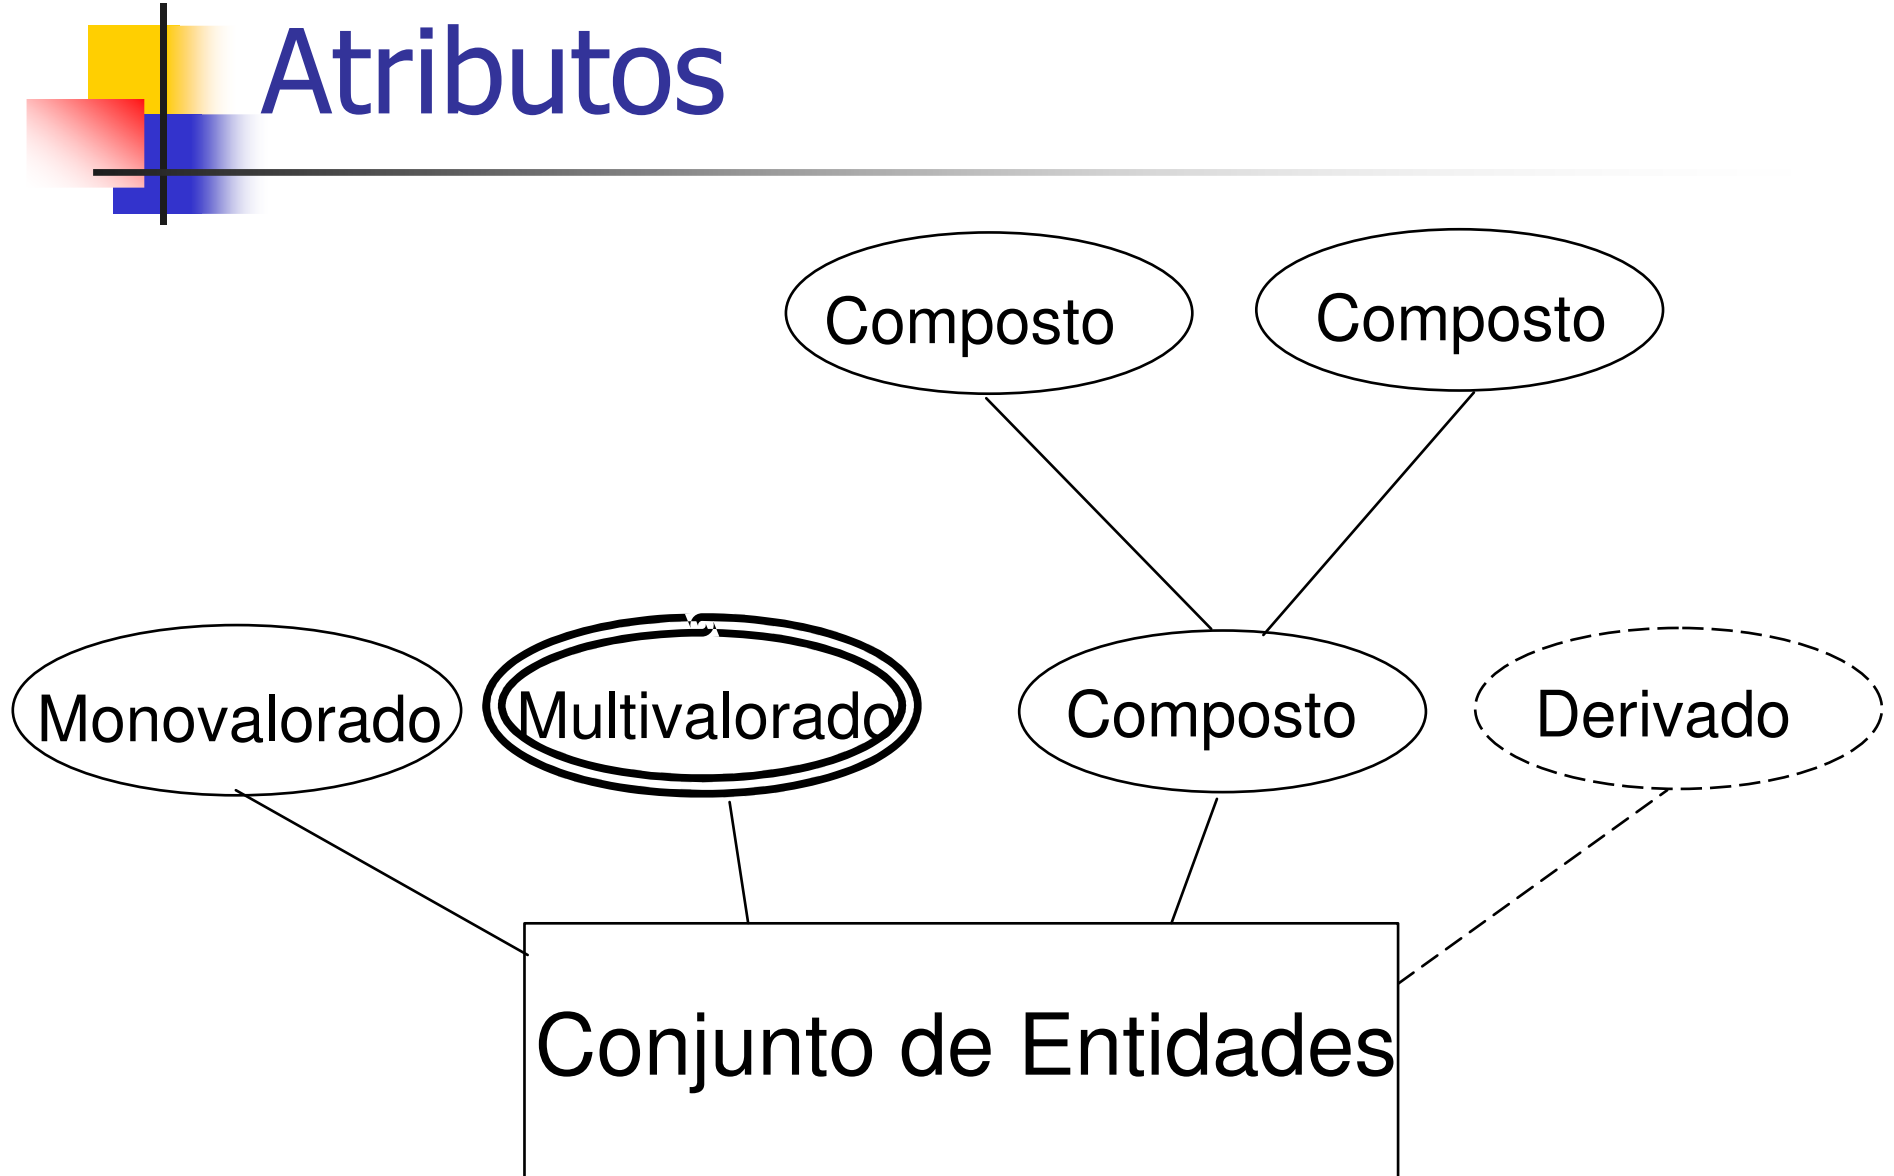 Atributos
Composto
Composto
Monovalorado
Multivalorado
Composto
Derivado
Conjunto de Entidades